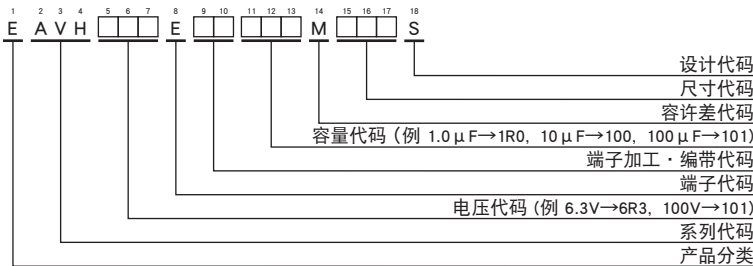 1 2 3 4 5 6 7 8 9 10 11 12 13 14 15 16 17 18
E A V H □□□ E □□ □□□ M □□□ S
设计代码
尺寸代码
容许差代码
容量代码 (例 1.0μF→1R0, 10μF→100, 100μF→101)
端子加工・编带代码
端子代码
电压代码 (例 6.3V→6R3, 100V→101)
系列代码
产品分类